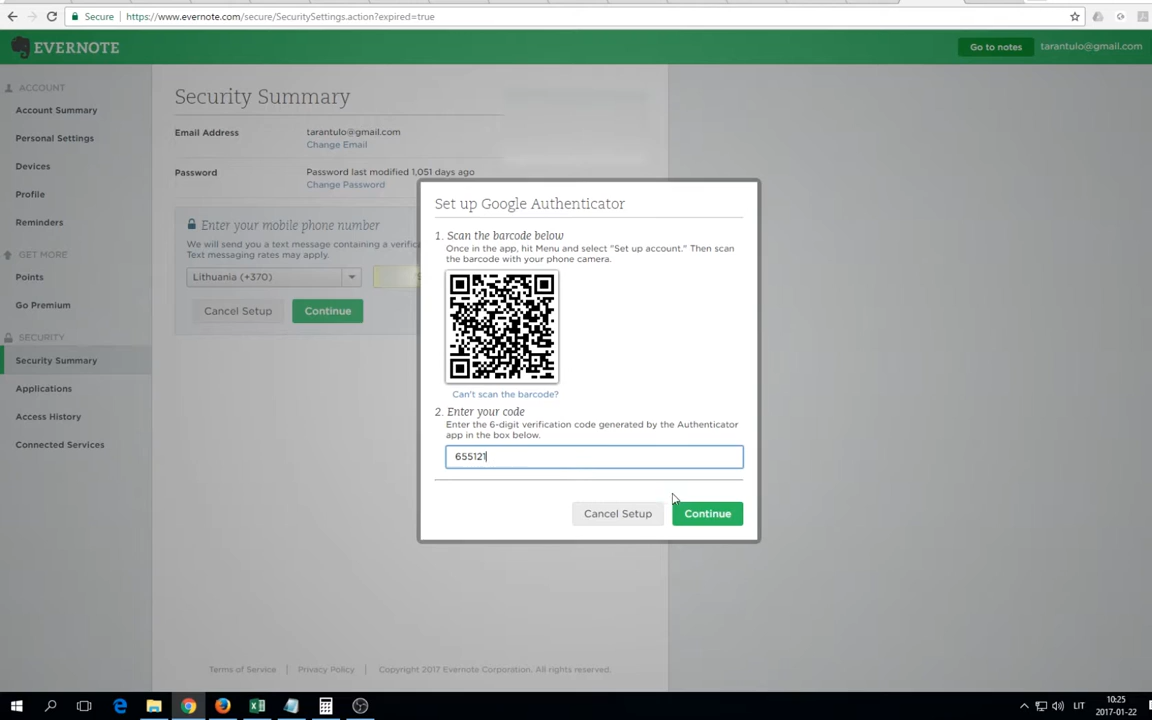 Secure
https://www.evernote.com/secure/SecuritySettings.action?expired=true
EVERNOTE
Go to notes
tarantulo@gmail.com
ACCOUNT
Account Summary
Personal Settings
Devices
Profile
Reminders
GET MORE
Points
Go Premium
SECURITY
Security Summary
Applications
Access History
Connected Services
Security Summary
Email Address
tarantulo@gmail.com
Change Email
Password
Password last modified 1,051 days ago
Change Password
Enter your mobile phone number
We will send you a text message containing a
Text messaging rates may apply.
Lithuania (+370)
Cancel Setup
Continue
Set up Google Authenticator
1. Scan the barcode below
Once in the app, hit Menu and select "Set up account." Then scan
the barcode with your phone camera.
Can't scan the barcode?
2. Enter your code
Enter the 6-digit verification code generated by the Authenticator
app in the box below.
655121
Cancel Setup
Continue
Terms of Service
Privacy Policy
Copyright 2017 Evernote Corporation. All rights reserved.
LIT
10:25
2017-01-22